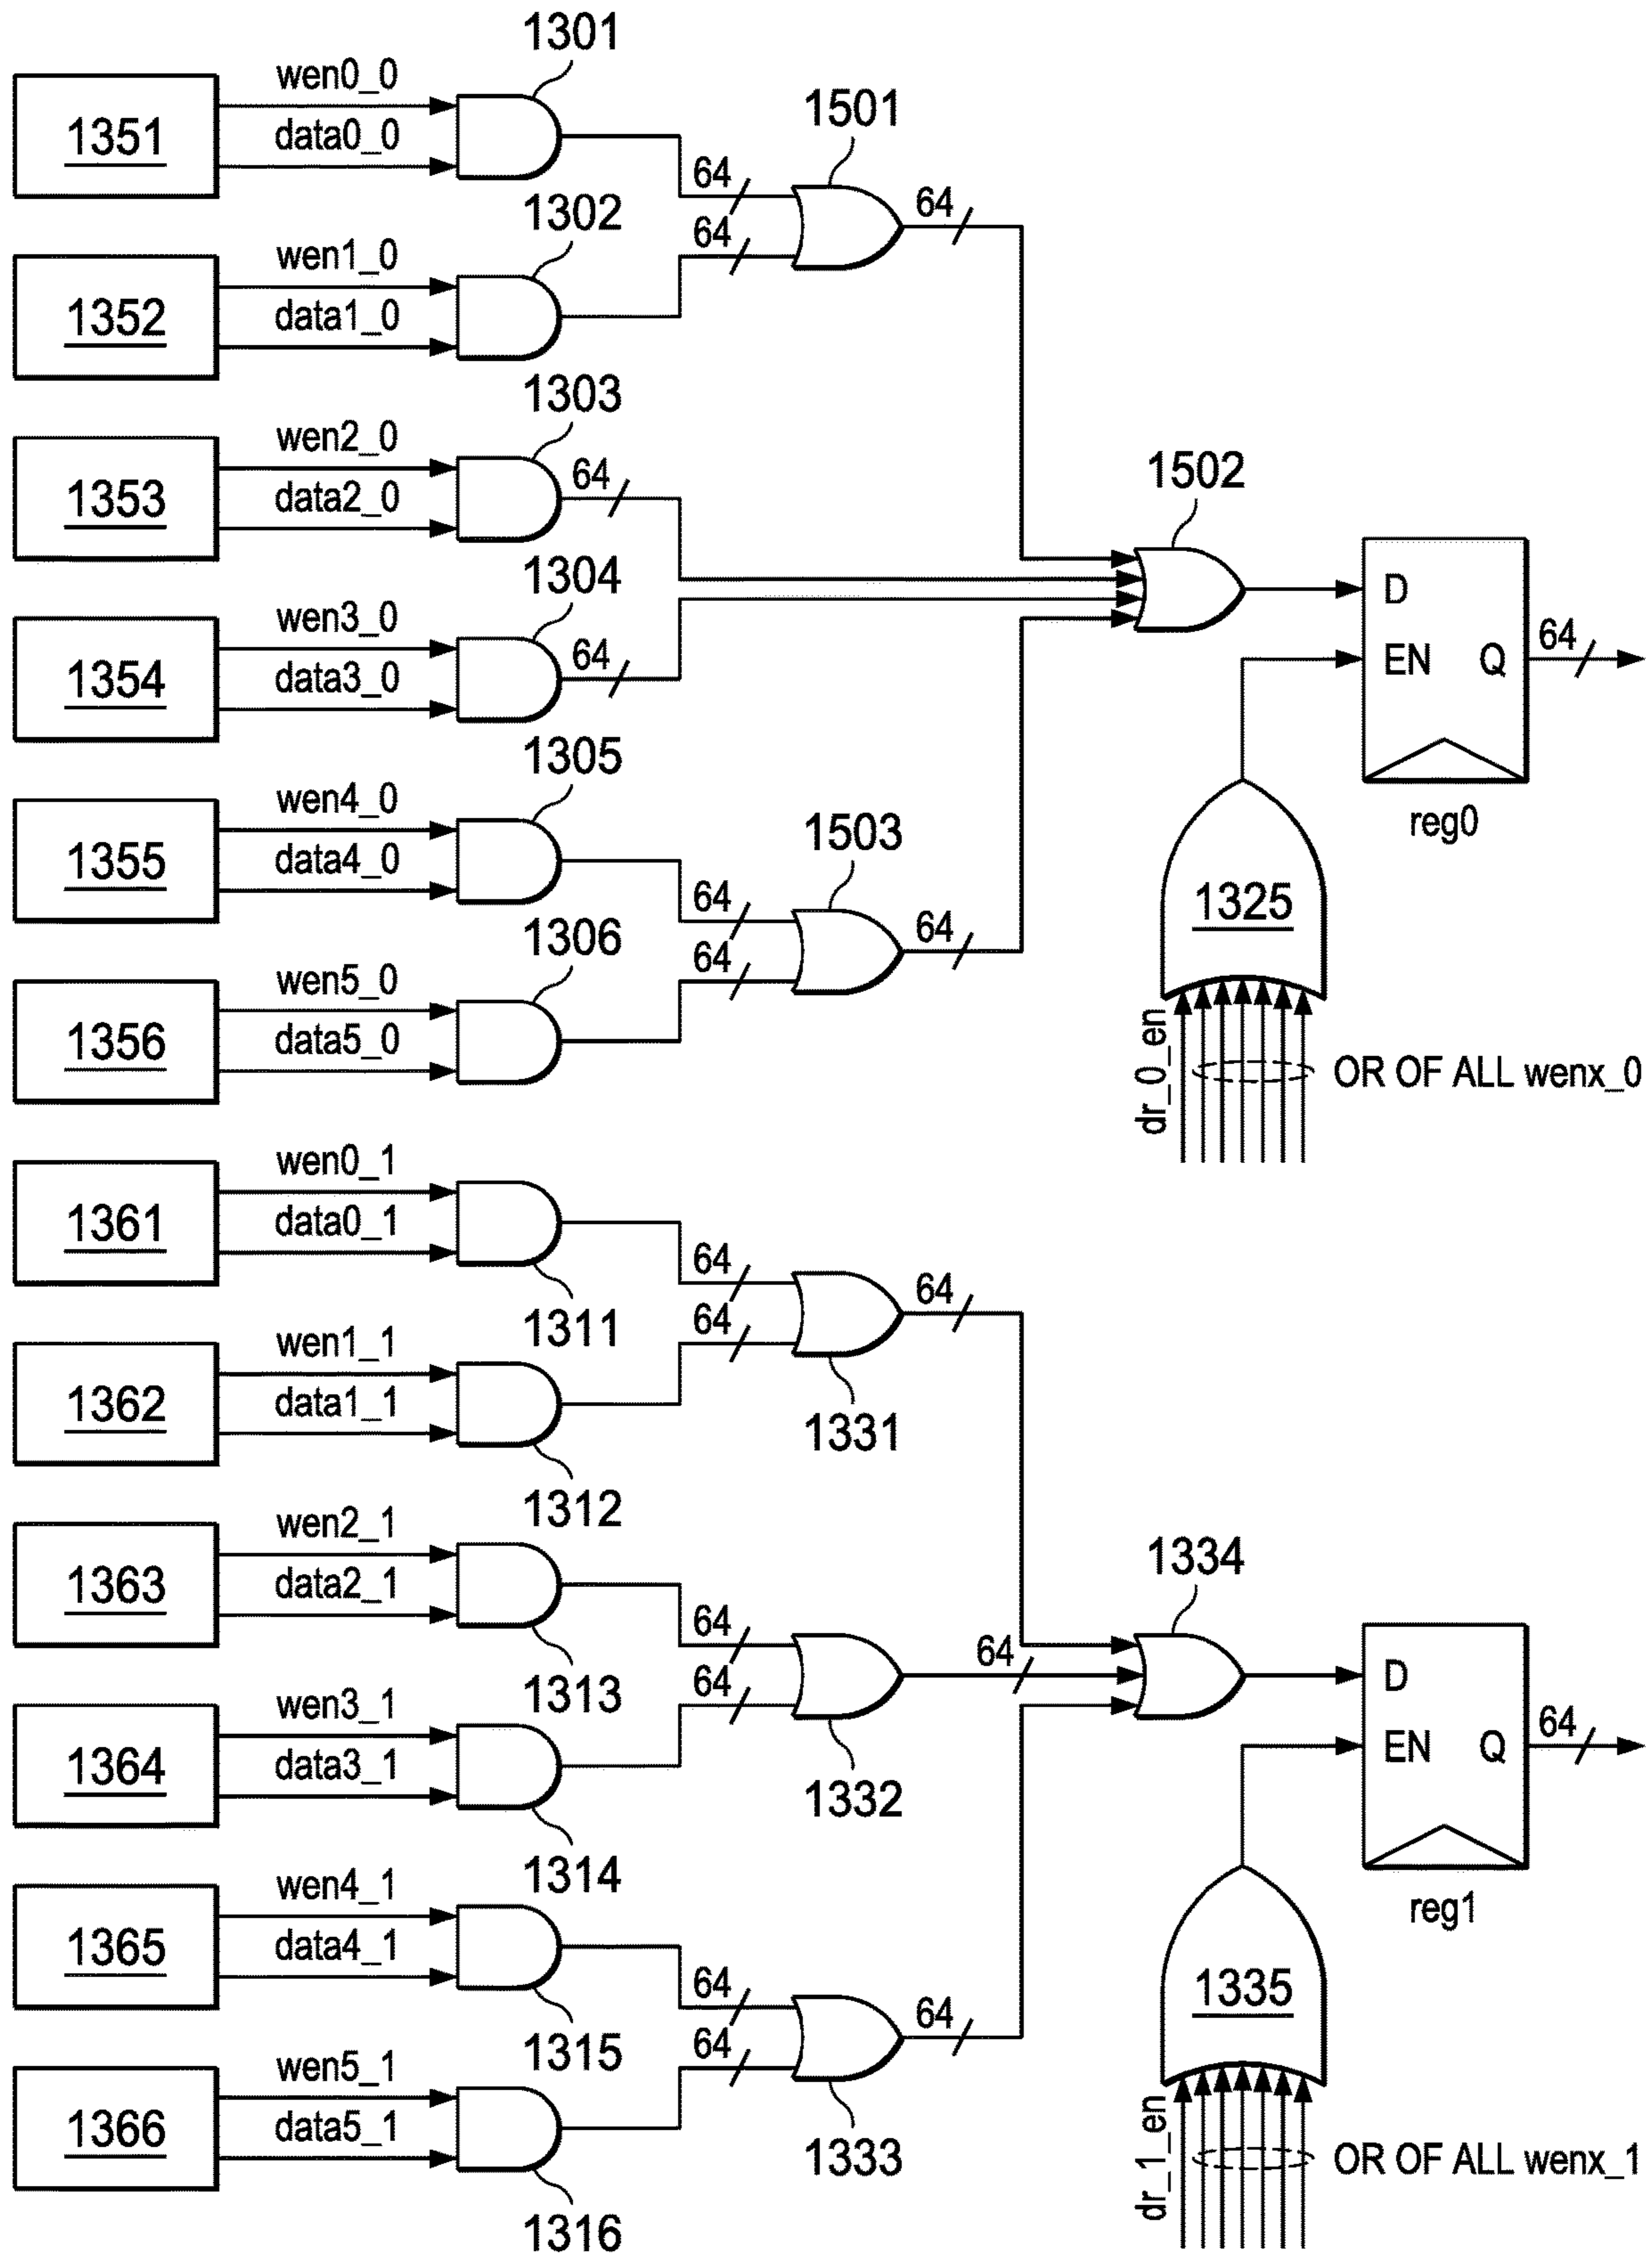 1301
wen0_0
1351
data0_0
1501
64
64
64
1302
wen1_0
1352
data1_0
1303
wen2_0
64
1353
data2_0
1502
1304
wen3_0
64
1354
data3_0
D
EN
Q
64
reg0
1305
wen4_0
1355
data4_0
1503
64
64
64
1306
wen5_0
1356
data5_0
1325
dr_0_en
OR OF ALL wenx_0
wen0_1
1361
data0_1
64
64
64
1311
wen1_1
1362
data1_1
1331
1312
wen2_1
1363
data2_1
1334
64
64
64
1313
wen3_1
1364
data3_1
1332
D
EN
Q
64
reg1
1314
wen4_1
1365
data4_1
64
64
64
1315
wen5_1
1366
data5_1
1333
1316
1335
dr_1_en
OR OF ALL wenx_1